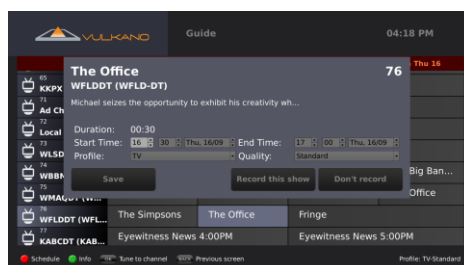 VULKANO
Guide
04:18 PM
Thu 16
The Office
76
WFLDDT (WFLD-DT)
Michael seizes the opportunity to exhibit his creativity wh...
Duration: 00:30
Start Time: 16 30 Thu, 16/09 End Time: 17 00 Thu, 16/09
Profile: TV Quality: Standard
Save Record this show Don't record
65
KKPX
71
Ad Ch
72
Local
73
WLSD
74
WBBN
Big Ban...
75
Office
76
WFLDDT (WFL... The Simpsons The Office Fringe
77
KABCDT (KAB... Eyewitness News 4:00PM Eyewitness News 5:00PM
Schedule Info OK Tune to channel BACK Previous screen Profile: TV-Standard